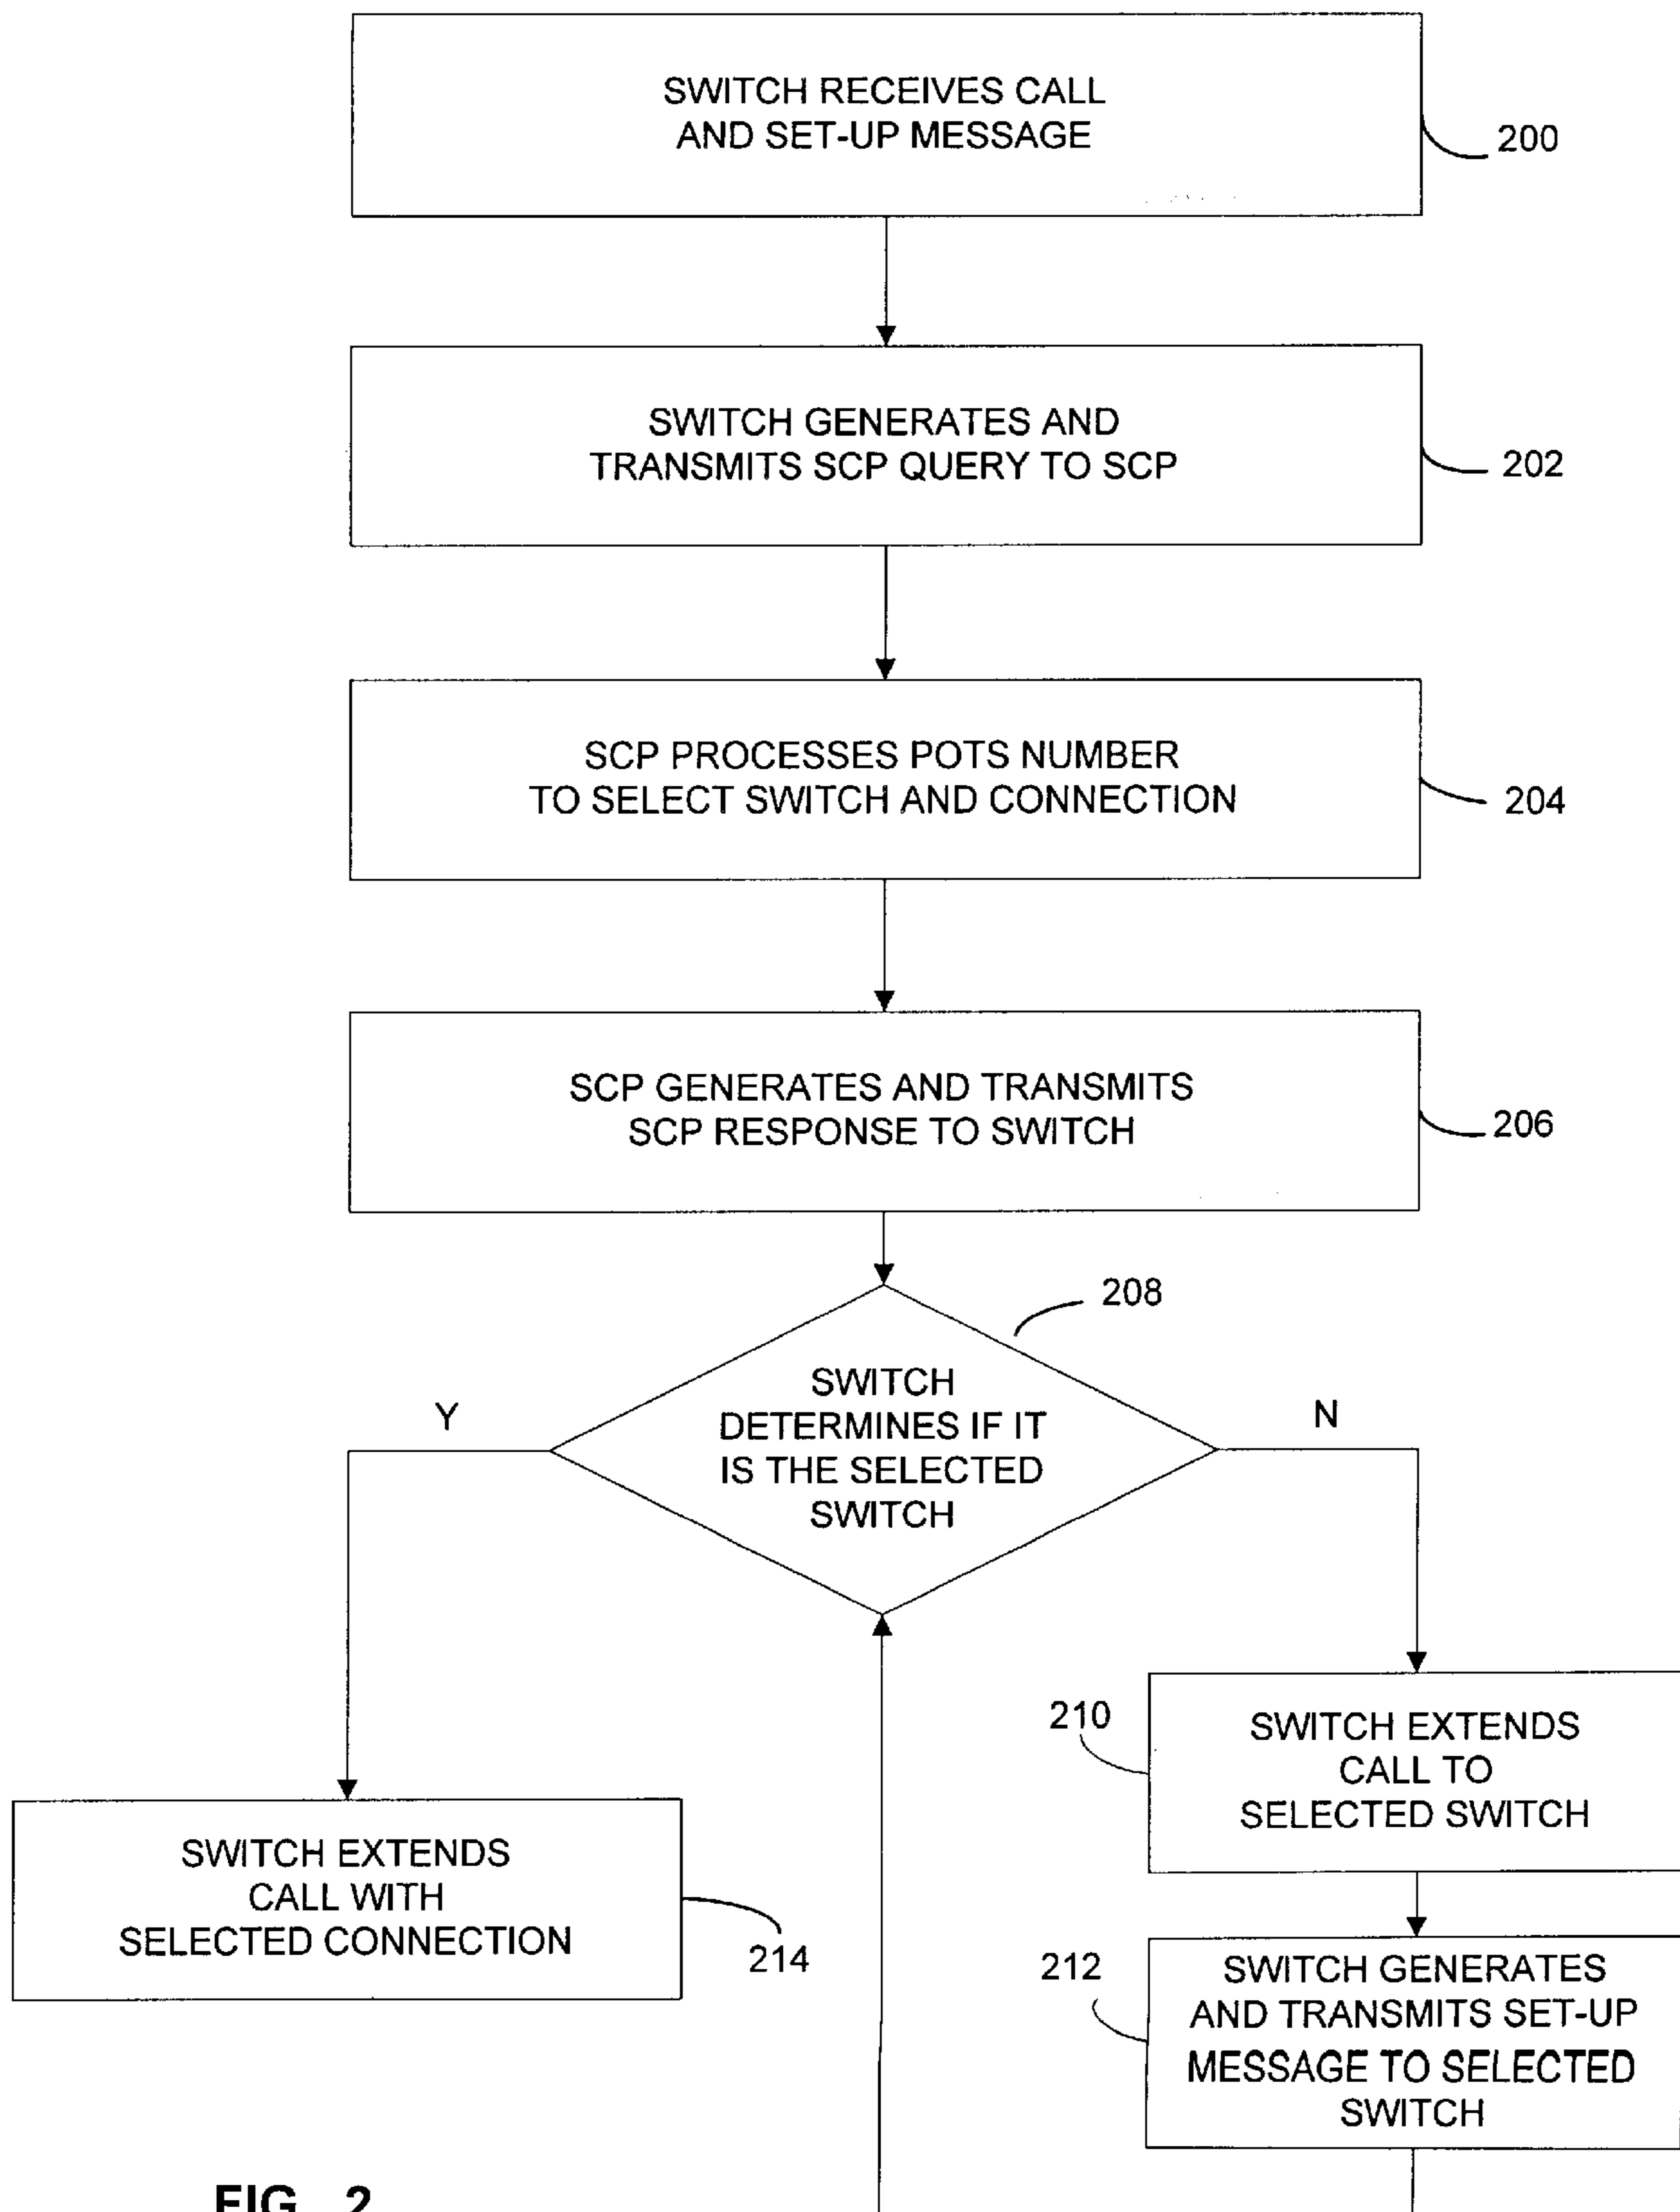 SWITCH RECEIVES CALL
AND SET-UP MESSAGE
200
SWITCH GENERATES AND
TRANSMITS SCP QUERY TO SCP
202
SCP PROCESSES POTS NUMBER
TO SELECT SWITCH AND CONNECTION
204
SCP GENERATES AND TRANSMITS
SCP RESPONSE TO SWITCH
206
208
SWITCH
DETERMINES IF IT
IS THE SELECTED
SWITCH
Y
N
210
SWITCH EXTENDS
CALL TO
SELECTED SWITCH
SWITCH EXTENDS
CALL WITH
SELECTED CONNECTION
214
212
SWITCH GENERATES
AND TRANSMITS SET-UP
MESSAGE TO SELECTED
SWITCH
FIG. 2